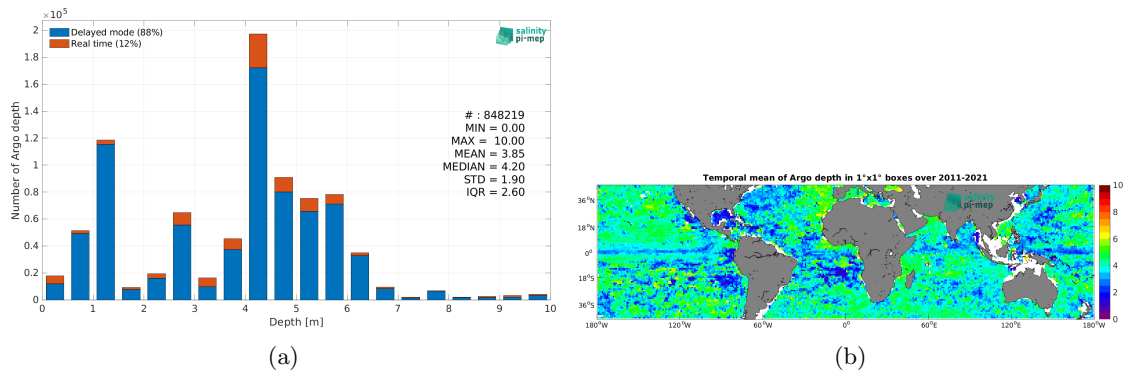 ×10⁵
Delayed mode (88%)
Real time (12%)
salinity
pi-mep
2
1.8
1.6
1.4
1.2
1
0.8
0.6
0.4
0.2
0
Number of Argo depth
# : 848219
MIN = 0.00
MAX = 10.00
MEAN = 3.85
MEDIAN = 4.20
STD = 1.90
IQR = 2.60
0 1 2 3 4 5 6 7 8 9 10
Depth [m]
(a)
Temporal mean of Argo depth in 1°x1° boxes over 2011-2021
salinity
pi-mep
36°N
18°N
0°
18°S
36°S
180°W 120°W 60°W 0° 60°E 120°E 180°W
10
8
6
4
2
0
(b)